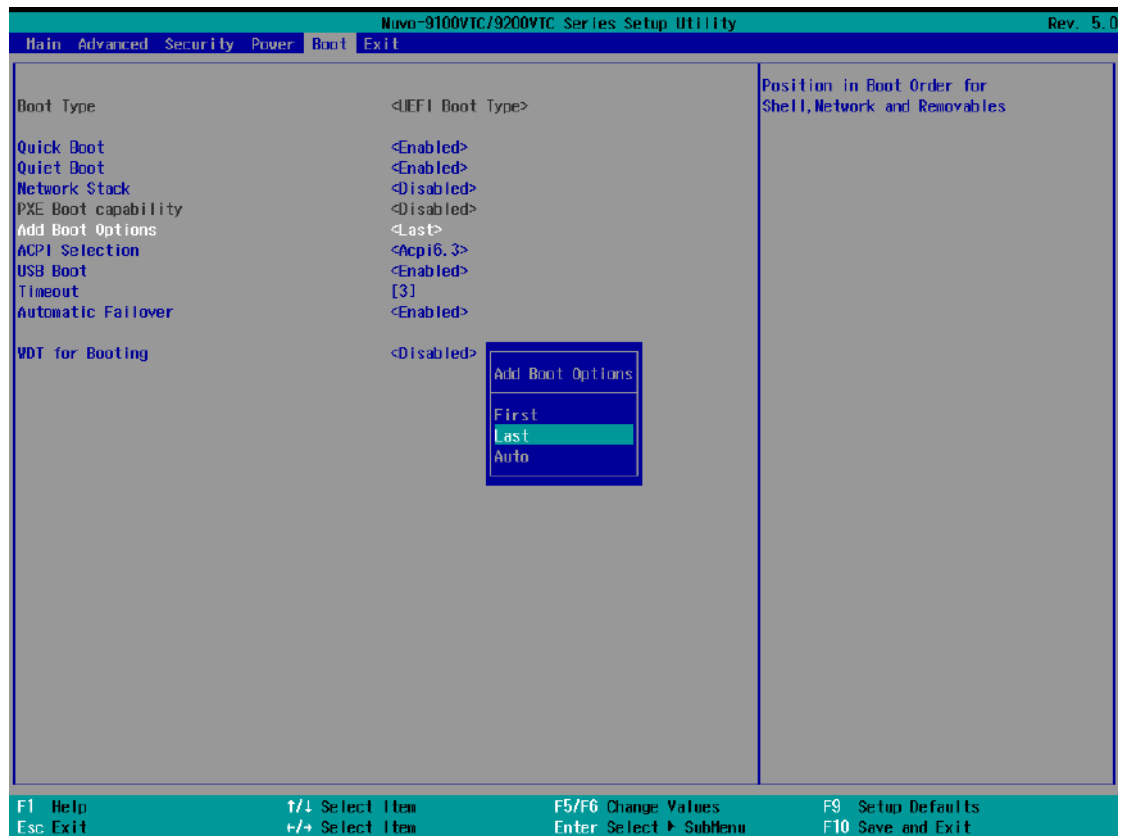 Nuvo-9100VTC/9200VTC Series Setup Utility Rev. 5.0
Main Advanced Security Power Boot Exit
Position in Boot Order for
Shell,Network and Removables
Boot Type <UEFI Boot Type>
Quick Boot <Enabled>
Quiet Boot <Enabled>
Network Stack <Disabled>
PXE Boot capability <Disabled>
Add Boot Options <Last>
ACPI Selection <Acpi6.3>
USB Boot <Enabled>
Timeout [3]
Automatic Failover <Enabled>
WDT for Booting <Disabled>
Add Boot Options
First
Last
Auto
F1 Help ↑/↓ Select Item F5/F6 Change Values F9 Setup Defaults
Esc Exit ←/→ Select Item Enter Select ▶ SubMenu F10 Save and Exit